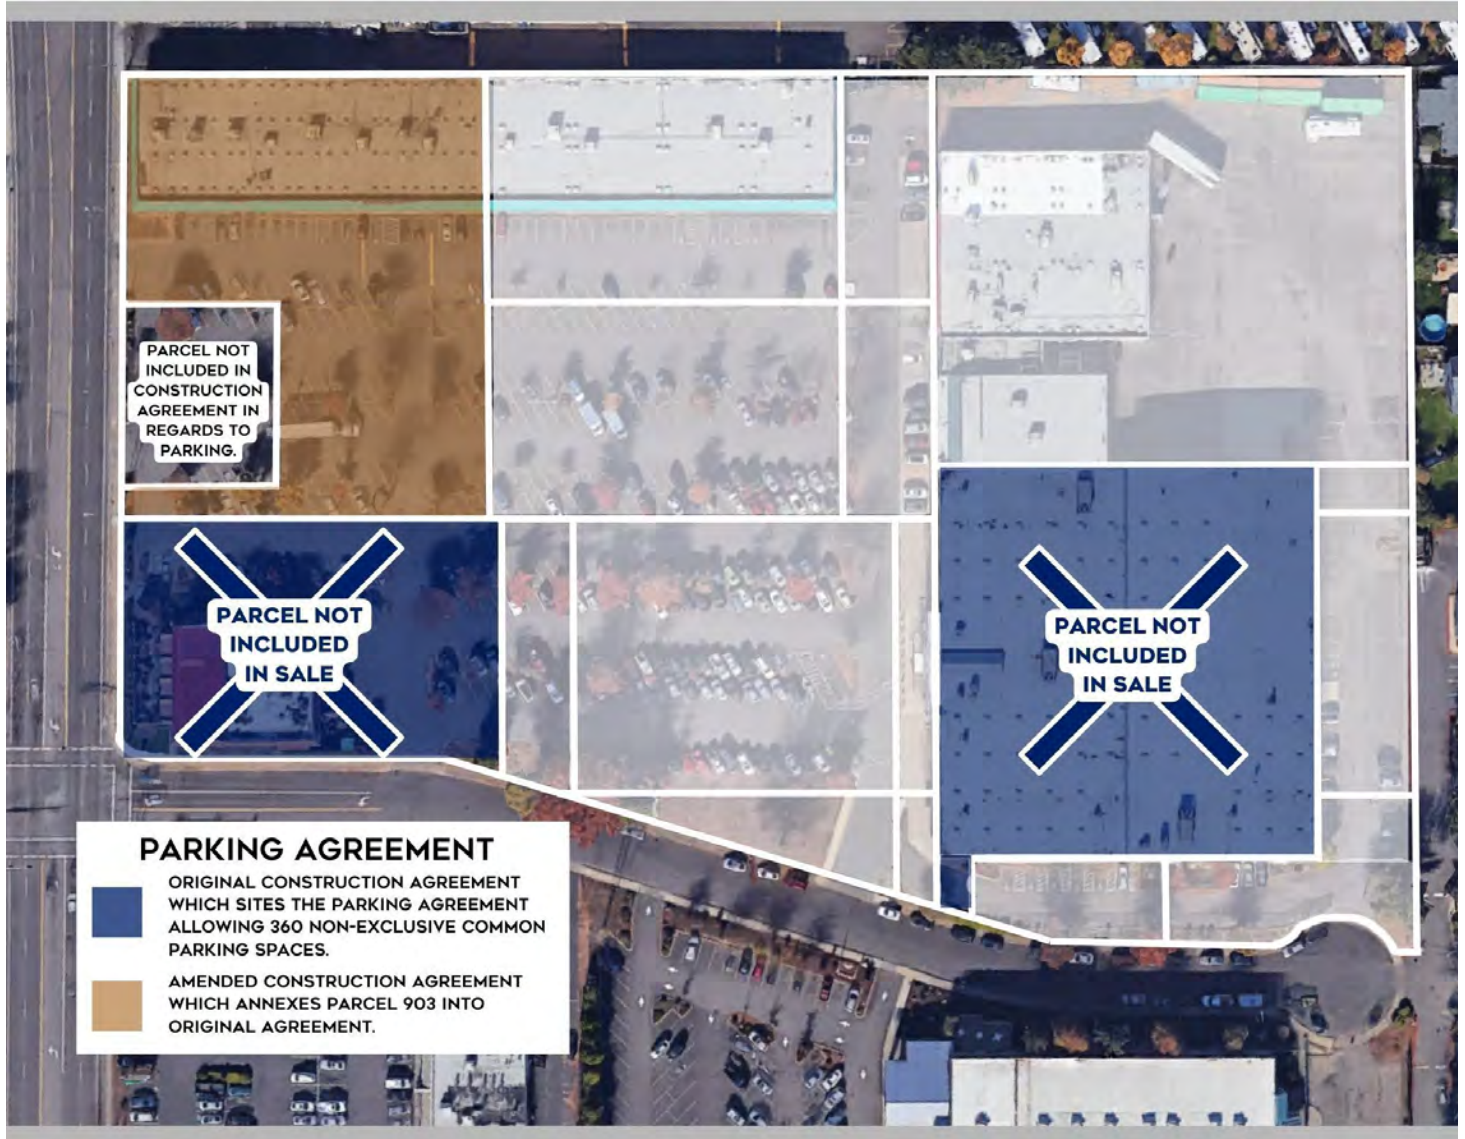 PARCEL NOT
INCLUDED IN
CONSTRUCTION
AGREEMENT IN
REGARDS TO
PARKING.
PARCEL NOT
INCLUDED
IN SALE
PARCEL NOT
INCLUDED
IN SALE
PARKING AGREEMENT
ORIGINAL CONSTRUCTION AGREEMENT
WHICH SITES THE PARKING AGREEMENT
ALLOWING 360 NON-EXCLUSIVE COMMON
PARKING SPACES.
AMENDED CONSTRUCTION AGREEMENT
WHICH ANNEXES PARCEL 903 INTO
ORIGINAL AGREEMENT.